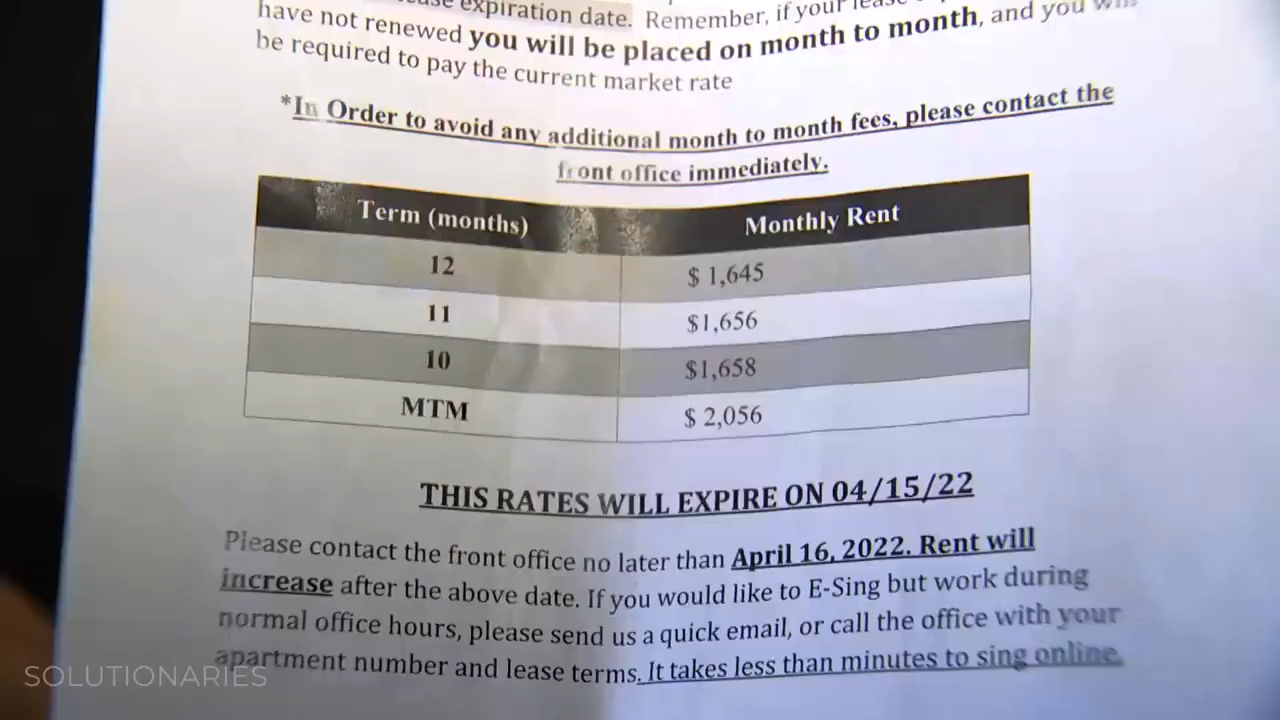 expiration date. Remember, if your lease
have not renewed you will be placed on month to month, and you
be required to pay the current market rate
*In Order to avoid any additional month to month fees, please contact the
front office immediately.
Term (months) Monthly Rent
12 $ 1,645
11 $1,656
10 $1,658
MTM $ 2,056
THIS RATES WILL EXPIRE ON 04/15/22
Please contact the front office no later than April 16, 2022. Rent will
increase after the above date. If you would like to E-Sing but work during
normal office hours, please send us a quick email, or call the office with your
apartment number and lease terms. It takes less than minutes to sing online.
SOLUTIONARIES